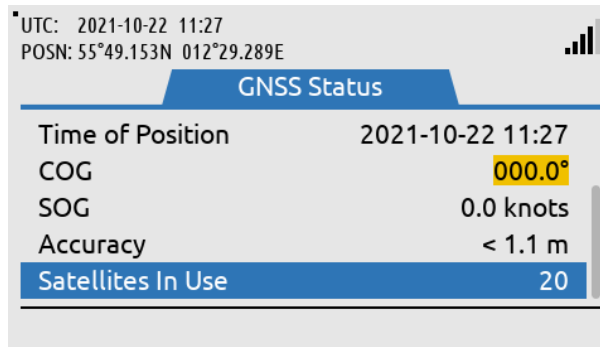 UTC: 2021-10-22 11:27
POSN: 55°49.153N 012°29.289E
GNSS Status
Time of Position 2021-10-22 11:27
COG 000.0°
SOG 0.0 knots
Accuracy < 1.1 m
Satellites In Use 20